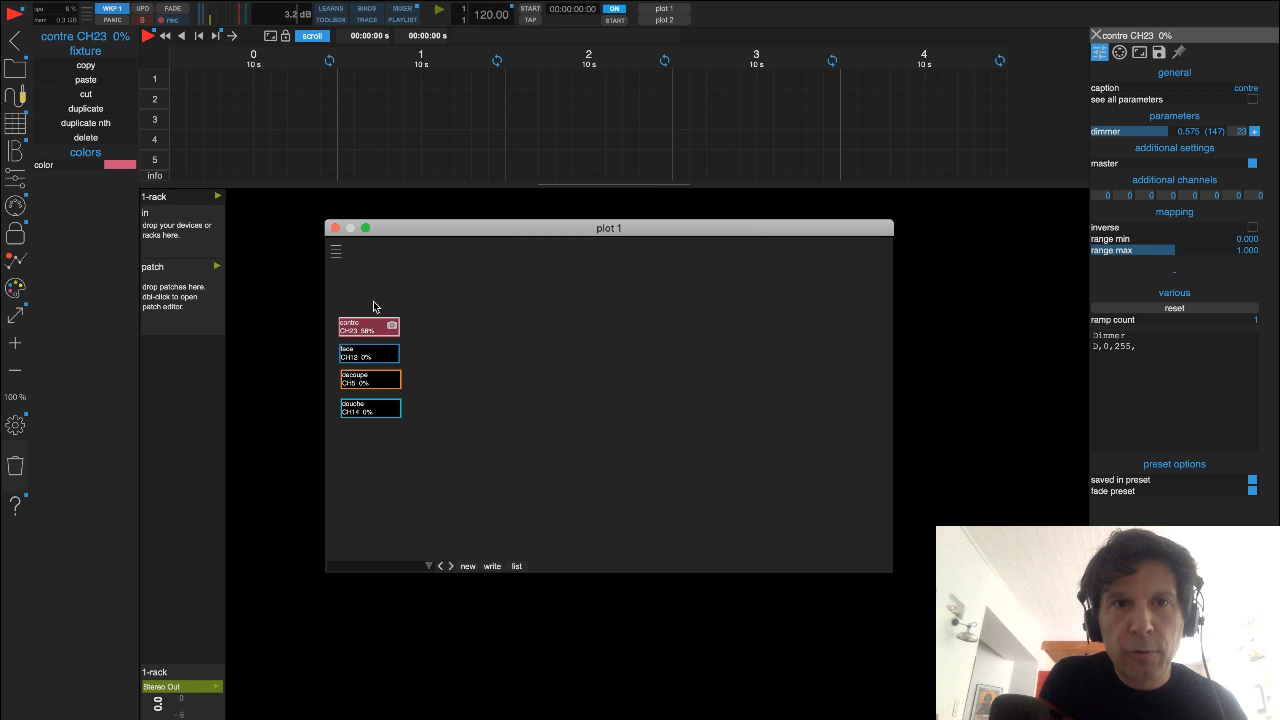 cpu 8 %
mem 0.3 GB
WKP 1 UFO FADE
PANIC S rec
3.2 dB
LEARNS BINDS MIXER
TOOLBOX TRACE PLAYLIST
1
1
120.00
START 00:00:00:00 ON
TAP START
plot 1
plot 2
contre CH23 0%
fixture
copy
paste
cut
duplicate
duplicate nth
delete
colors
color
100 %
scroll 00:00:00 s 00:00:00 s
0 1 2 3 4
10 s 10 s 10 s 10 s 10 s
1
2
3
4
5
info
1-rack
in
drop your devices or
racks here.
patch
drop patches here.
dbl-click to open
patch editor.
1-rack
Stereo Out
0.0
0
-6
plot 1
contre
CH23 58%
face
CH12 0%
decoupe
CH5 0%
douche
CH14 0%
new write list
contre CH23 0%
general
caption contre
see all parameters
parameters
dimmer 0.575 (147) 23 +
additional settings
master
additional channels
0 0 0 0 0 0 0 0
mapping
inverse
range min 0.000
range max 1.000
-
various
reset
ramp count 1
Dimmer
D,0,255,
preset options
saved in preset
fade preset